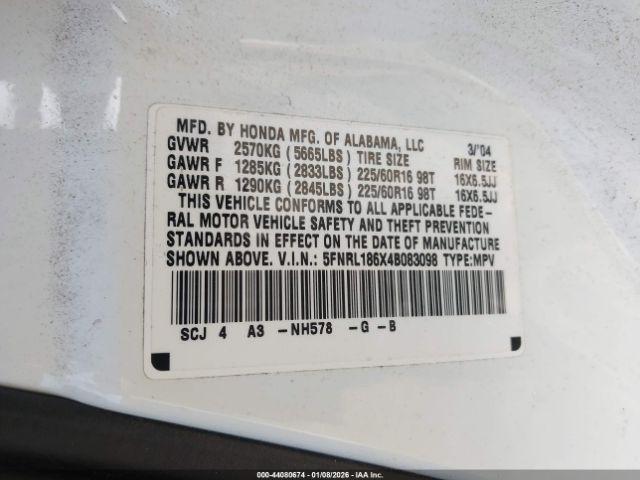 MFD. BY HONDA MFG. OF ALABAMA, LLC 3/'04
GVWR 2570KG (5665LBS) TIRE SIZE RIM SIZE
GAWR F 1285KG (2833LBS) 225/60R16 98T 16X6.5JJ
GAWR R 1290KG (2845LBS) 225/60R16 98T 16X6.5JJ
THIS VEHICLE CONFORMS TO ALL APPLICABLE FEDE-
RAL MOTOR VEHICLE SAFETY AND THEFT PREVENTION
STANDARDS IN EFFECT ON THE DATE OF MANUFACTURE
SHOWN ABOVE. V.I.N.: 5FNRL186X4B083098 TYPE:MPV
SCJ 4 A3 -NH578 -G -B
000-44080674 | 01/08/2026 | IAA Holdings, LLC